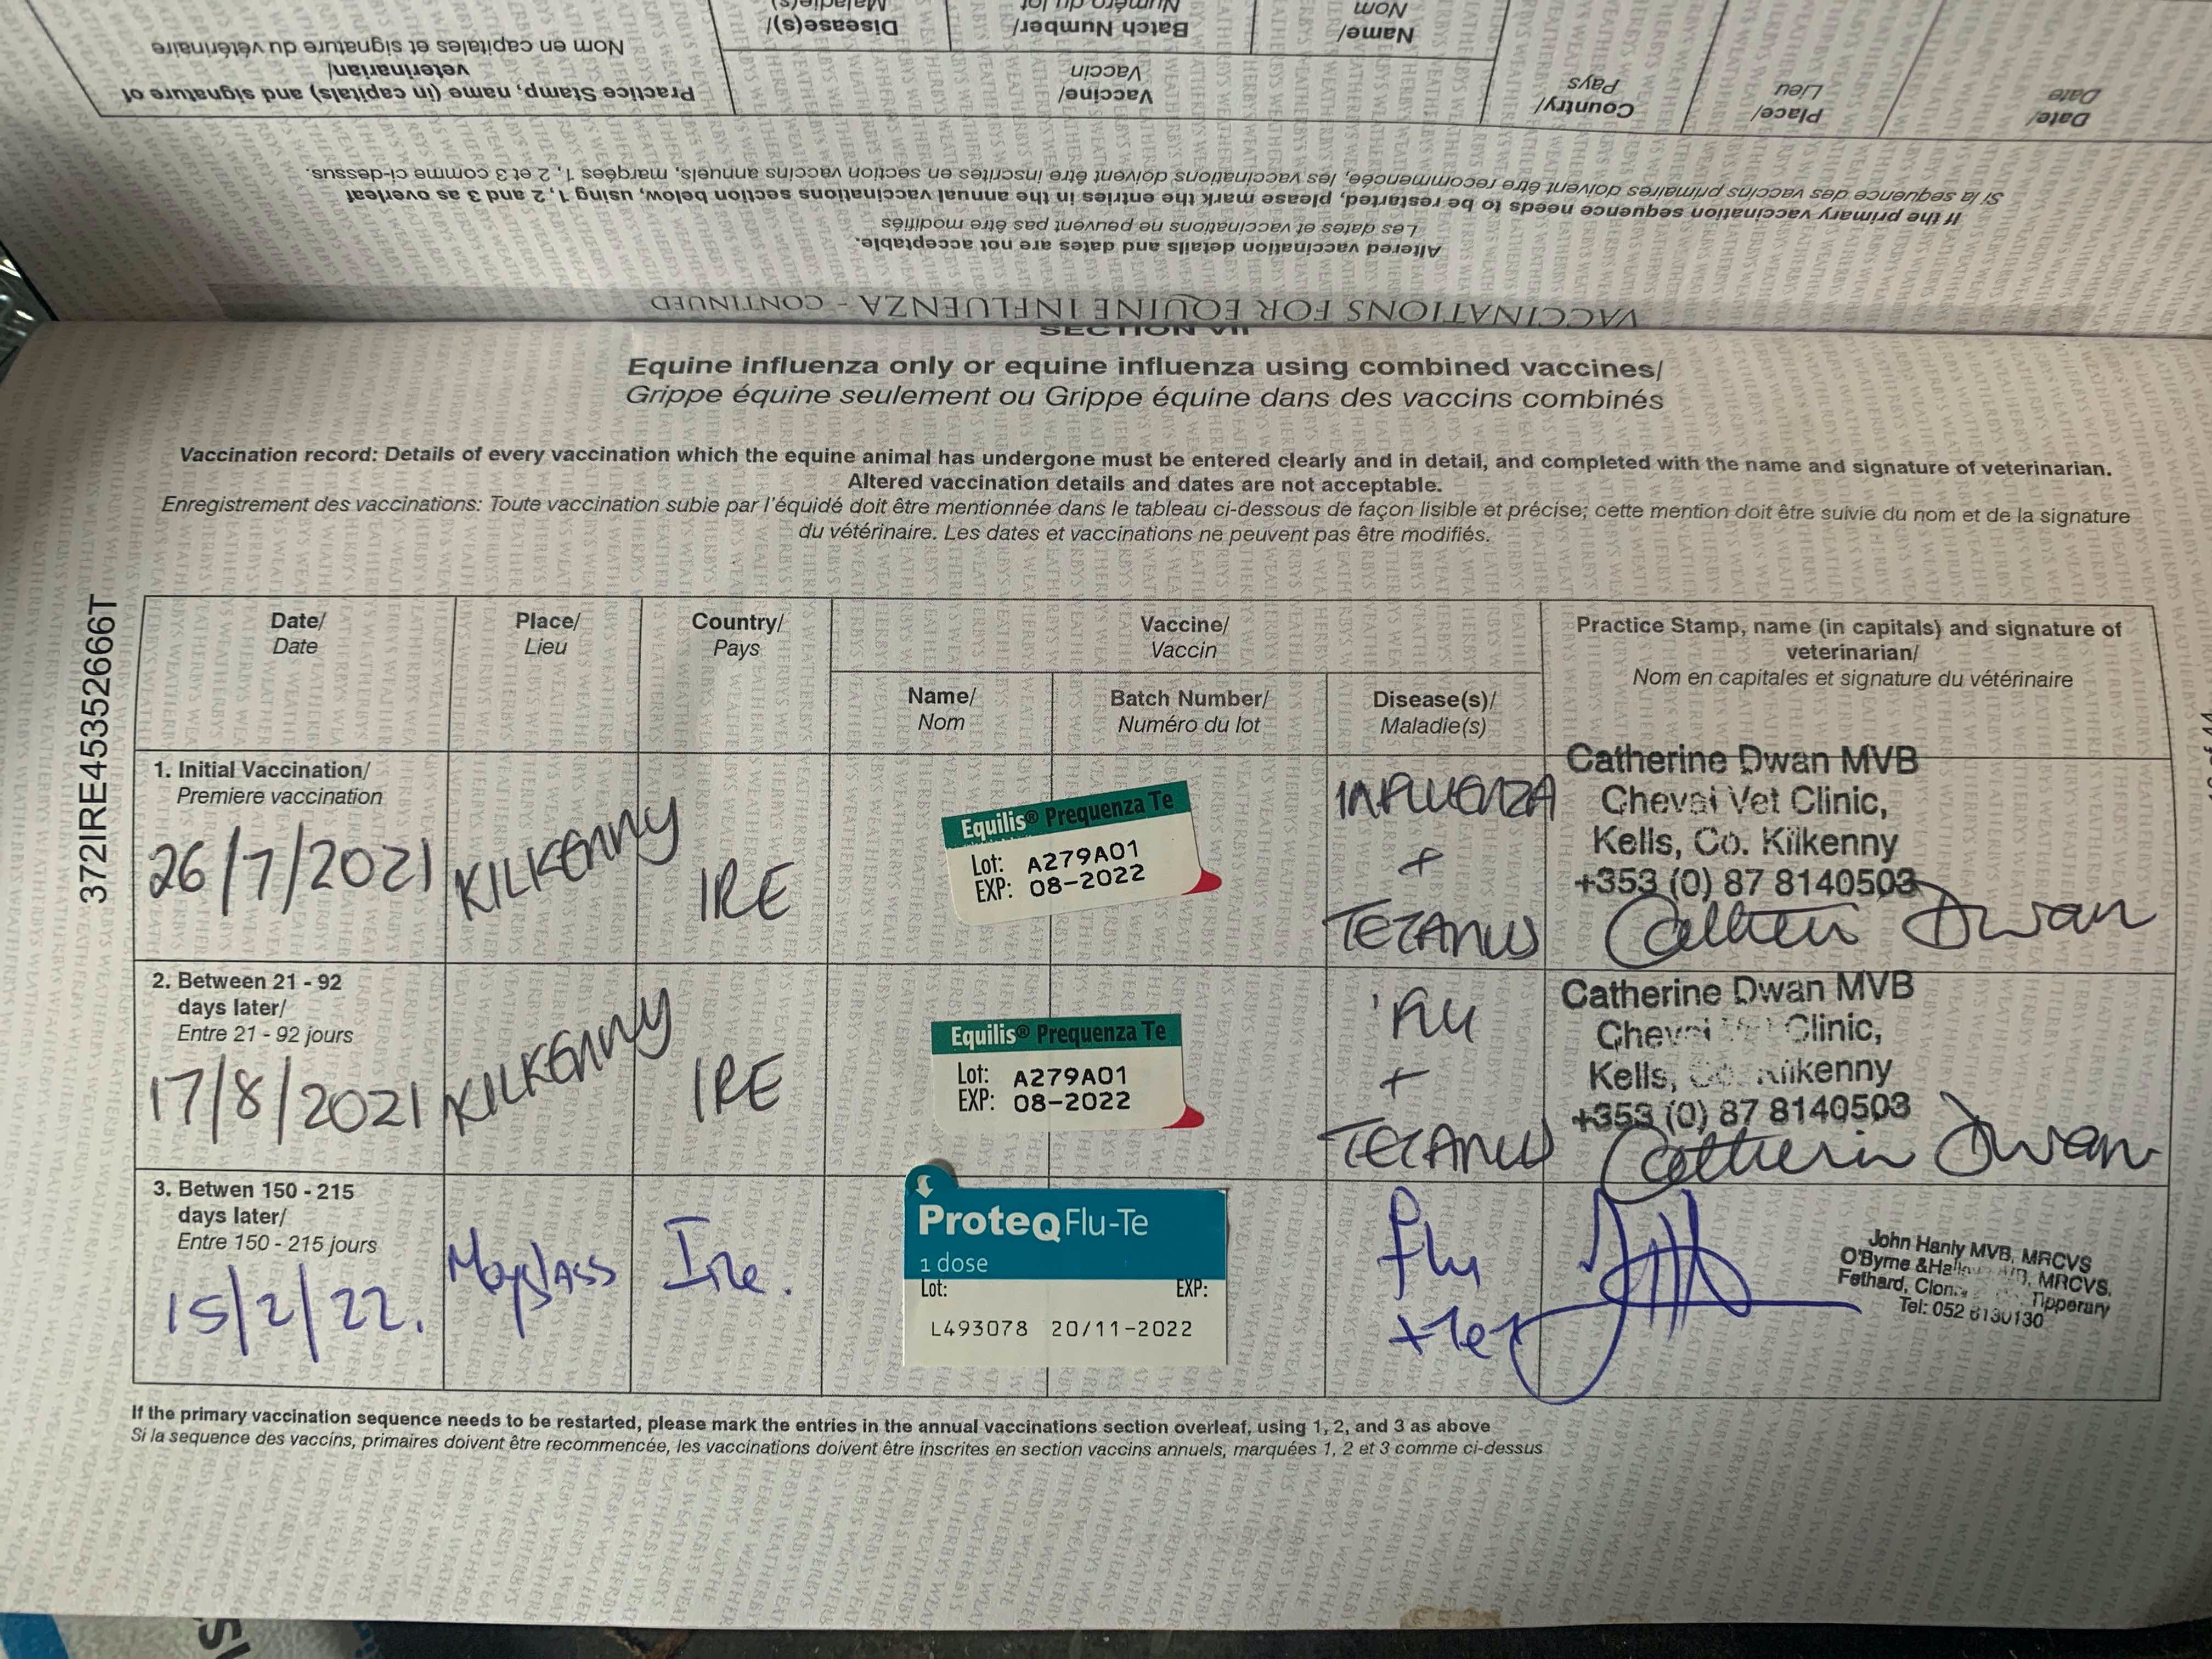 Date/
Date
Place/
Lieu
Country/
Pays
Vaccine/
Vaccin
Practice Stamp, name (in capitals) and signature of
veterinarian/
Nom en capitales et signature du vétérinaire
Name/
Nom
Batch Number/
Numéro du lot
Disease(s)/
Maladie(s)
Altered vaccination details and dates are not acceptable.
Les dates et vaccinations ne peuvent pas être modifiés
If the primary vaccination sequence needs to be restarted, please mark the entries in the annual vaccinations section below, using 1, 2 and 3 as overleaf
Si la sequence des vaccins primaires doivent être recommencée, les vaccinations doivent être inscrites en section vaccins annuels, marqées 1, 2 et 3 comme ci-dessus.
VACCINATIONS FOR EQUINE INFLUENZA - CONTINUED
SECTION VIII
Equine influenza only or equine influenza using combined vaccines/
Grippe équine seulement ou Grippe équine dans des vaccins combinés
Vaccination record: Details of every vaccination which the equine animal has undergone must be entered clearly and in detail, and completed with the name and signature of veterinarian.
Altered vaccination details and dates are not acceptable.
Enregistrement des vaccinations: Toute vaccination subie par l'équidé doit être mentionnée dans le tableau ci-dessous de façon lisible et précise; cette mention doit être suivie du nom et de la signature
du vétérinaire. Les dates et vaccinations ne peuvent pas être modifiés.
372IRE45352666T
Date/
Date
Place/
Lieu
Country/
Pays
Vaccine/
Vaccin
Practice Stamp, name (in capitals) and signature of
veterinarian/
Nom en capitales et signature du vétérinaire
Name/
Nom
Batch Number/
Numéro du lot
Disease(s)/
Maladie(s)
1. Initial Vaccination/
Premiere vaccination
26/7/2021
KILKENNY
IRE
Equilis® Prequenza Te
Lot: A279A01
EXP: 08-2022
INFLUENZA
+
TETANUS
Catherine Dwan MVB
Cheval Vet Clinic,
Kells, Co. Kilkenny
+353 (0) 87 8140503
Catherine Dwan
2. Between 21 - 92
days later/
Entre 21 - 92 jours
17/8/2021
KILKENNY
IRE
Equilis® Prequenza Te
Lot: A279A01
EXP: 08-2022
'FLU
+
TETANUS
Catherine Dwan MVB
Cheval Vet Clinic,
Kells, Co. Kilkenny
+353 (0) 87 8140503
Catherine Dwan
3. Betwen 150 - 215
days later/
Entre 150 - 215 jours
15/2/22.
Moyglass
Ire.
ProteqFlu-Te
1 dose
Lot: EXP:
L493078 20/11-2022
flu
+Tet
John Hanly MVB, MRCVS
O'Byrne & MRCVS.
Fethard, Tipperary
Tel: 052 6130130
If the primary vaccination sequence needs to be restarted, please mark the entries in the annual vaccinations section overleaf, using 1, 2, and 3 as above
Si la sequence des vaccins, primaires doivent être recommencée, les vaccinations doivent être inscrites en section vaccins annuels, marquées 1, 2 et 3 comme ci-dessus